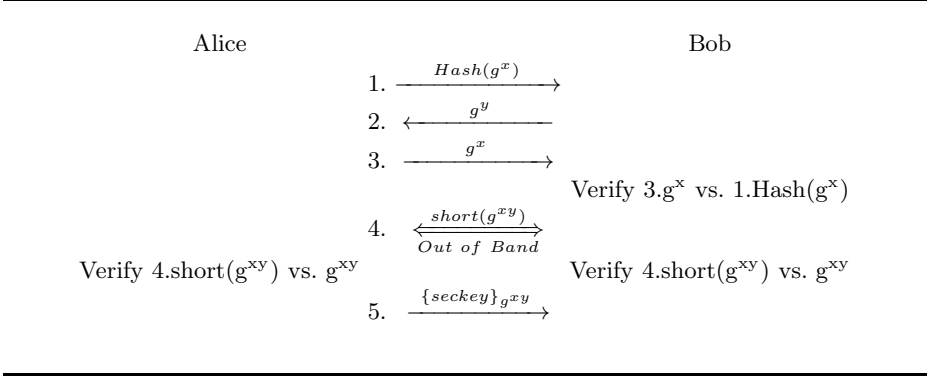 Alice Bob
1. Hash(g^x)
2. g^y
3. g^x
Verify 3.g^x vs. 1.Hash(g^x)
4. short(g^xy)
Out of Band
Verify 4.short(g^xy) vs. g^xy Verify 4.short(g^xy) vs. g^xy
5. {seckey}_g^xy